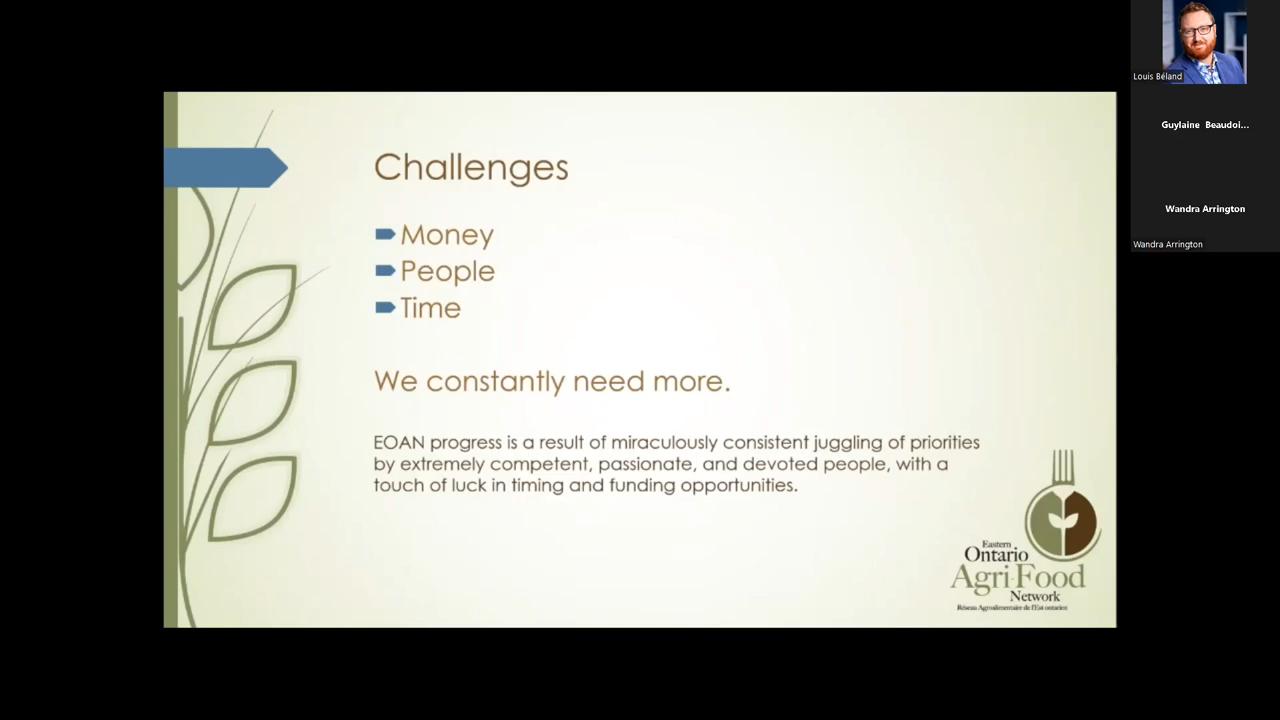 Challenges
Money
People
Time
We constantly need more.
EOAN progress is a result of miraculously consistent juggling of priorities
by extremely competent, passionate, and devoted people, with a
touch of luck in timing and funding opportunities.
Eastern
Ontario
Agri-Food
Network
Réseau Agroalimentaire de l'Est ontarien
Louis Béland
Guylaine Beaudoi...
Wandra Arrington
Wandra Arrington